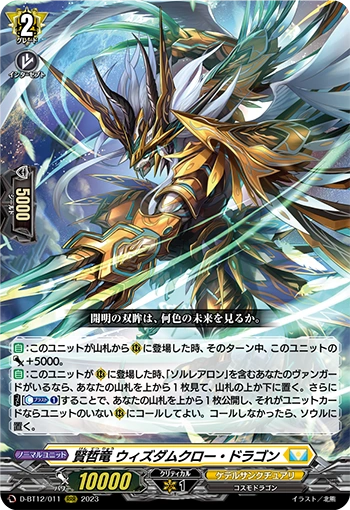 2
グレード
インターセプト
5000
シールド
開明の双眸は、何色の未来を見るか。
自:このユニットが山札からRに登場した時、そのターン中、このユニットの
+5000。
自:このユニットがRに登場した時、「ソルレアロン」を含むあなたのヴァンガー
ドがいるなら、あなたの山札を上から1枚見て、山札の上か下に置く。さらに
ブラスト1することで、あなたの山札を上から1枚公開し、それがユニットカー
ドならユニットのいないRにコールしてよい。コールしなかったら、ソウルに
置く。
ノーマルユニット
賢哲竜 ウィズダムクロー・ドラゴン
パワー 10000
クリティカル
1
ケテルサンクチュアリ
コスモドラゴン
D-BT12/011 RRR 2023
イラスト/北熊